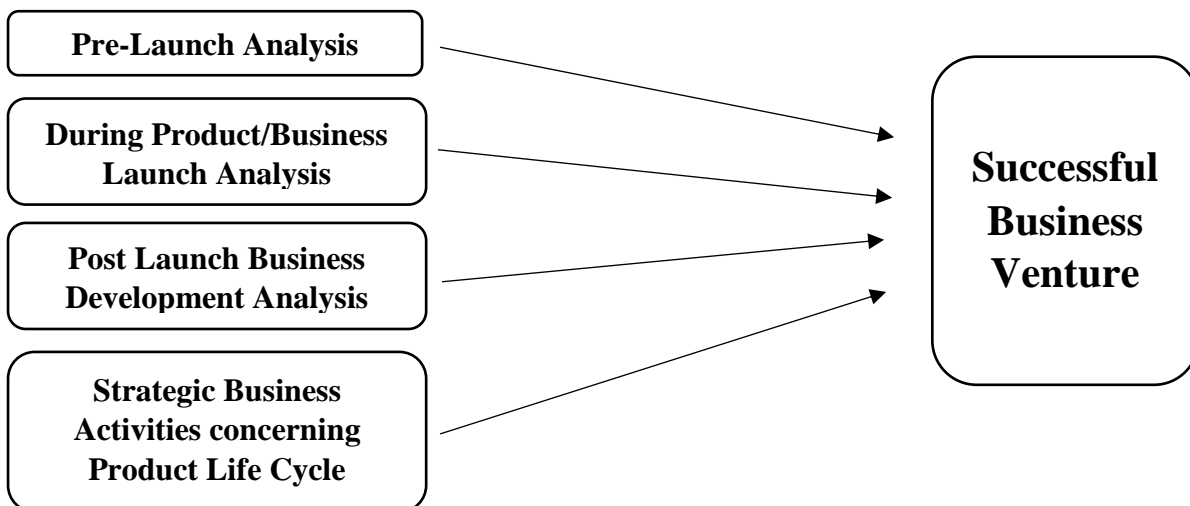 Pre-Launch Analysis
During Product/Business
Launch Analysis
Post Launch Business
Development Analysis
Strategic Business
Activities concerning
Product Life Cycle
Successful
Business
Venture